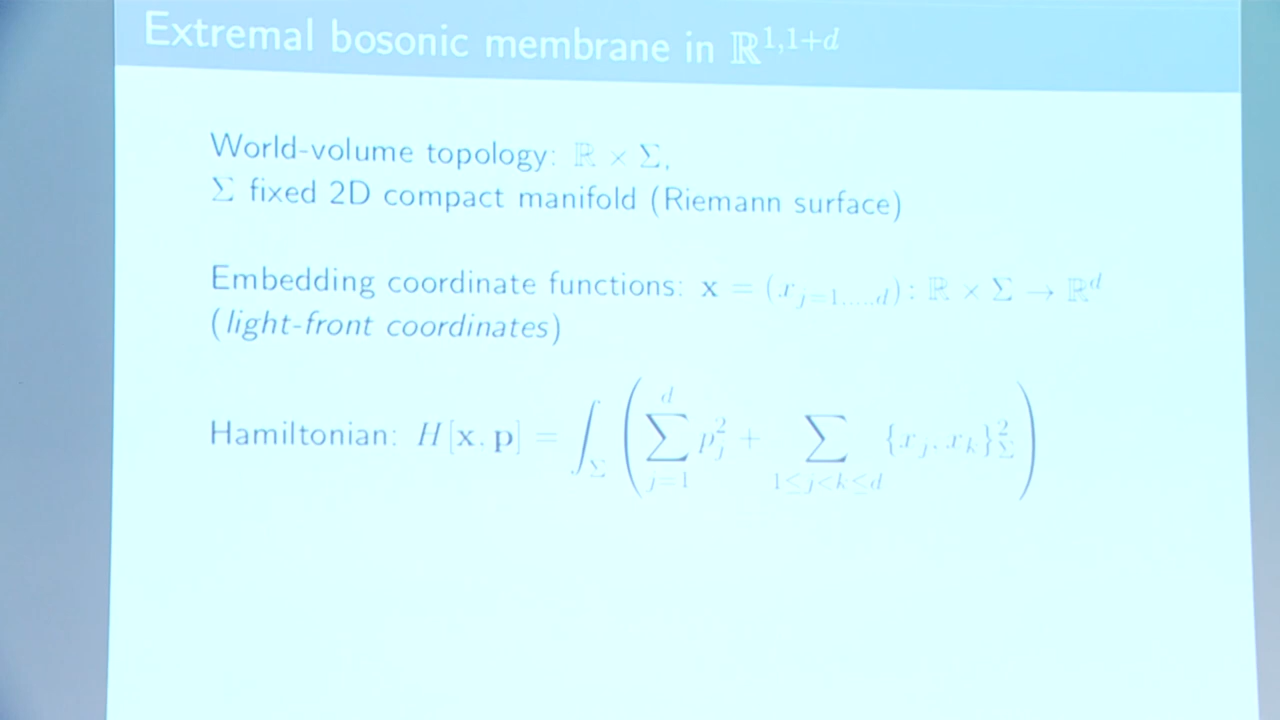 Extremal bosonic membrane in ℝ^{1,1+d}
World-volume topology: ℝ × Σ,
Σ fixed 2D compact manifold (Riemann surface)
Embedding coordinate functions: x = (x_{j=1,...,d}) : ℝ × Σ → ℝ^d
(light-front coordinates)
Hamiltonian: H[x, p] = ∫_Σ ( ∑_{j=1}^{d} p_j^2 + ∑_{1≤j<k≤d} {x_j, x_k}_Σ^2 )